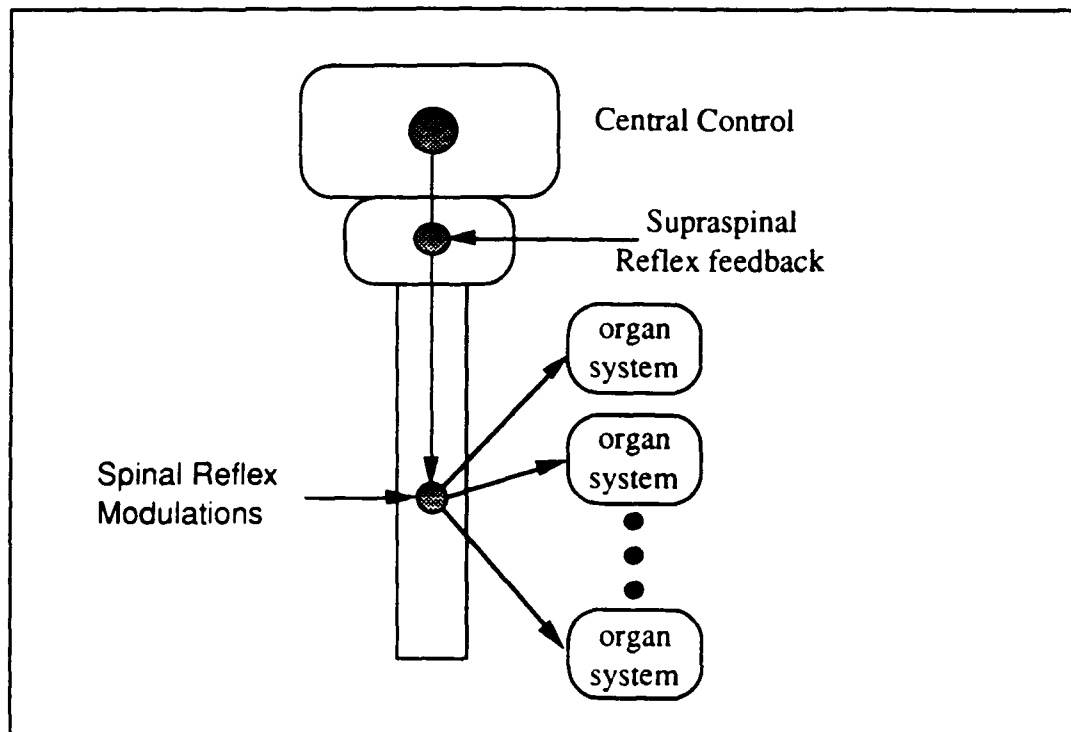 Central Control
Supraspinal
Reflex feedback
organ
system
organ
system
Spinal Reflex
Modulations
organ
system